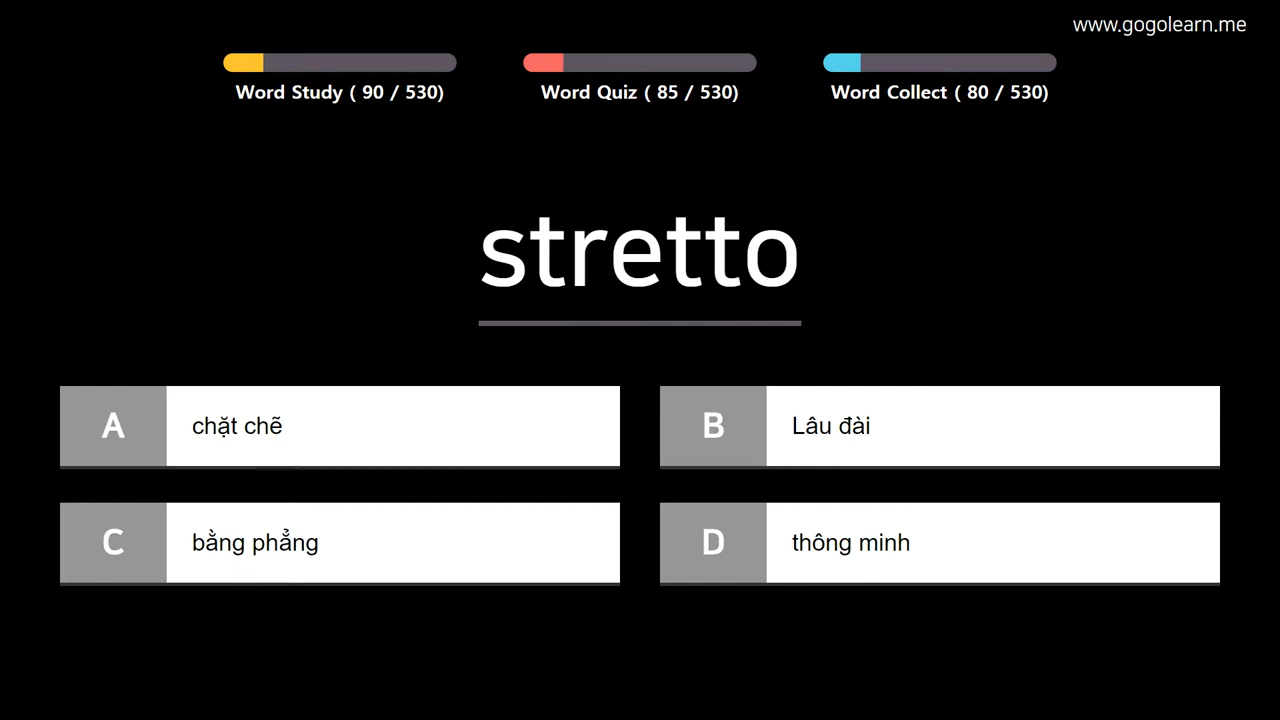 www.gogolearn.me
Word Study ( 90 / 530)
Word Quiz ( 85 / 530)
Word Collect ( 80 / 530)
stretto
A chặt chẽ
B Lâu đài
C bằng phẳng
D thông minh